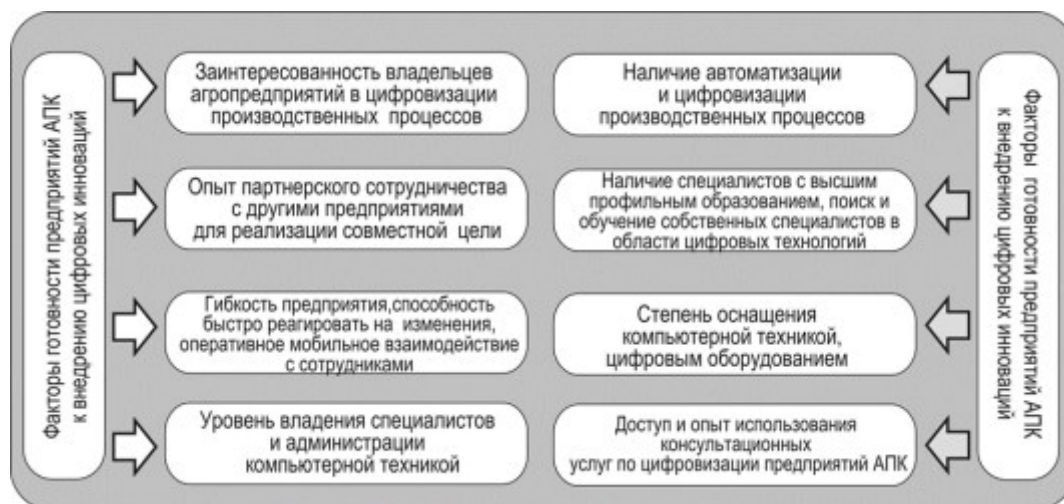 Факторы готовности предприятий АПК
к внедрению цифровых инноваций
Заинтересованность владельцев
агропредприятий в цифровизации
производственных процессов
Опыт партнерского сотрудничества
с другими предприятиями
для реализации совместной цели
Гибкость предприятия,способность
быстро реагировать на изменения,
оперативное мобильное взаимодействие
с сотрудниками
Уровень владения специалистов
и администрации
компьютерной техникой
Наличие автоматизации
и цифровизации
производственных процессов
Наличие специалистов с высшим
профильным образованием, поиск и
обучение собственных специалистов в
области цифровых технологий
Степень оснащения
компьютерной техникой,
цифровым оборудованием
Доступ и опыт использования
консультационных
услуг по цифровизации предприятий АПК
Факторы готовности предприятий АПК
к внедрению цифровых инноваций